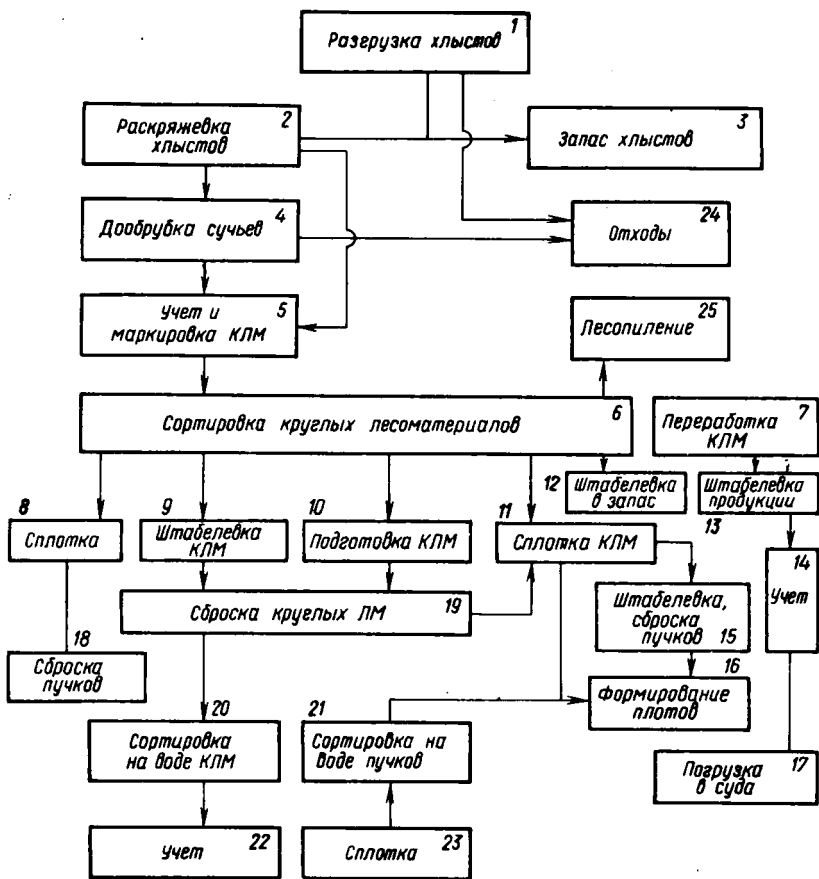 1
Разгрузка хлыстов
2
Раскряжевка
хлыстов
3
Запас хлыстов
4
Дообрубка сучьев
24
Отходы
5
Учет и
маркировка КЛМ
25
Лесопиление
6
Сортировка круглых лесоматериалов
7
Переработка
КЛМ
8
Сплотка
9
Штабелевка
КЛМ
10
Подготовка КЛМ
11
Сплотка КЛМ
12
Штабелевка
в запас
Штабелевка
продукции
13
14
Учет
Сброска круглых ЛМ 19
Штабелевка,
сброска
пучков 15
18
Сброска
пучков
16
Формирование
плотов
20
Сортировка
на воде КЛМ
21
Сортировка на
воде пучков
17
Погрузка
в суда
Учет 22
Сплотка 23